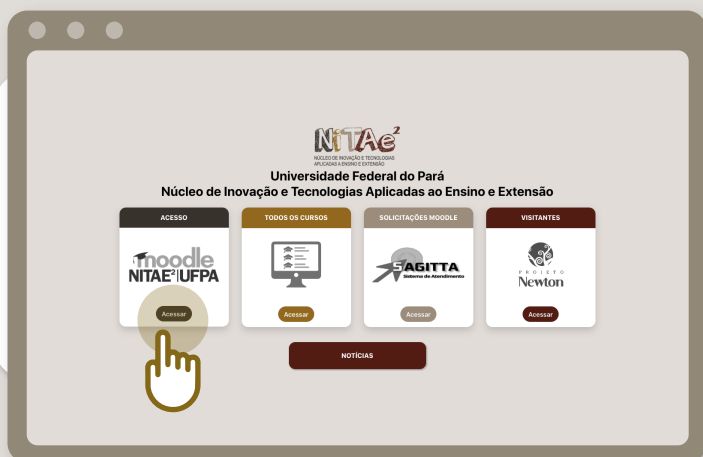 NiTAe²
NÚCLEO DE INOVAÇÃO E TECNOLOGIAS
APLICADAS A ENSINO E EXTENSÃO
Universidade Federal do Pará
Núcleo de Inovação e Tecnologias Aplicadas ao Ensino e Extensão
ACESSO
moodle
NITAE²|UFPA
Acessar
TODOS OS CURSOS
Acessar
SOLICITAÇÕES MOODLE
SAGITTA
Sistema de Atendimento
Acessar
VISITANTES
PROJETO
Newton
Acessar
NOTÍCIAS